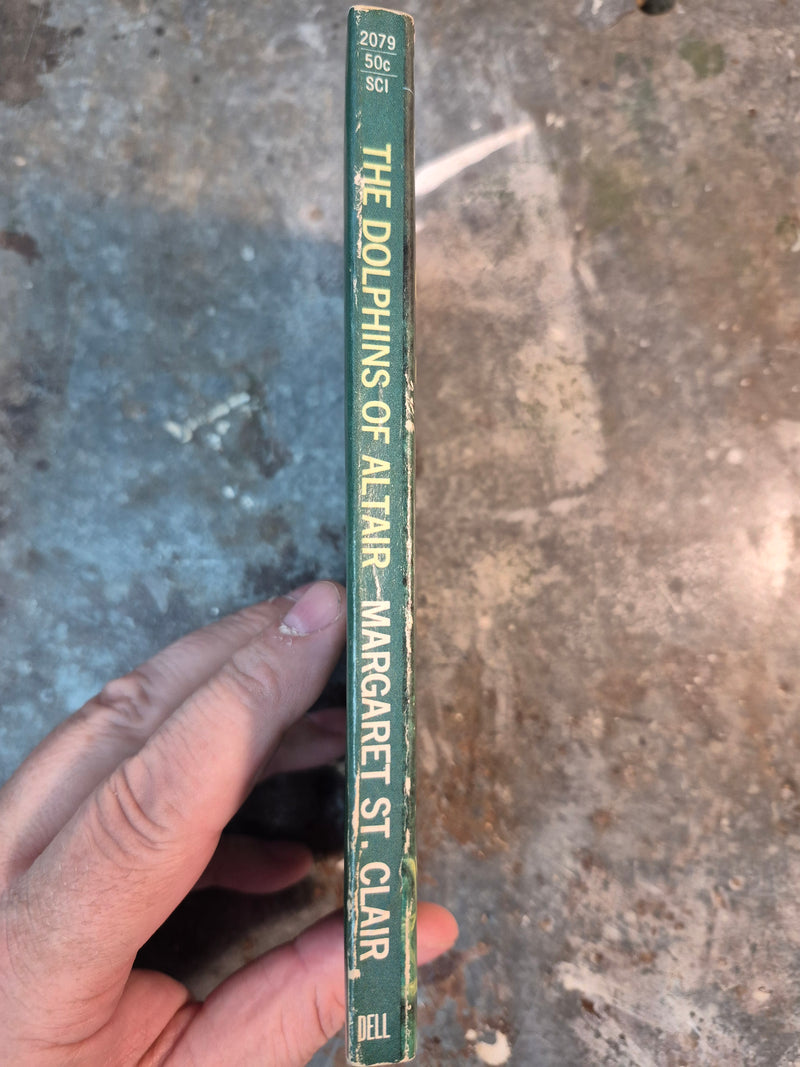 2079
50c
SCI
THE DOLPHINS OF ALTAIR MARGARET ST. CLAIR
DELL